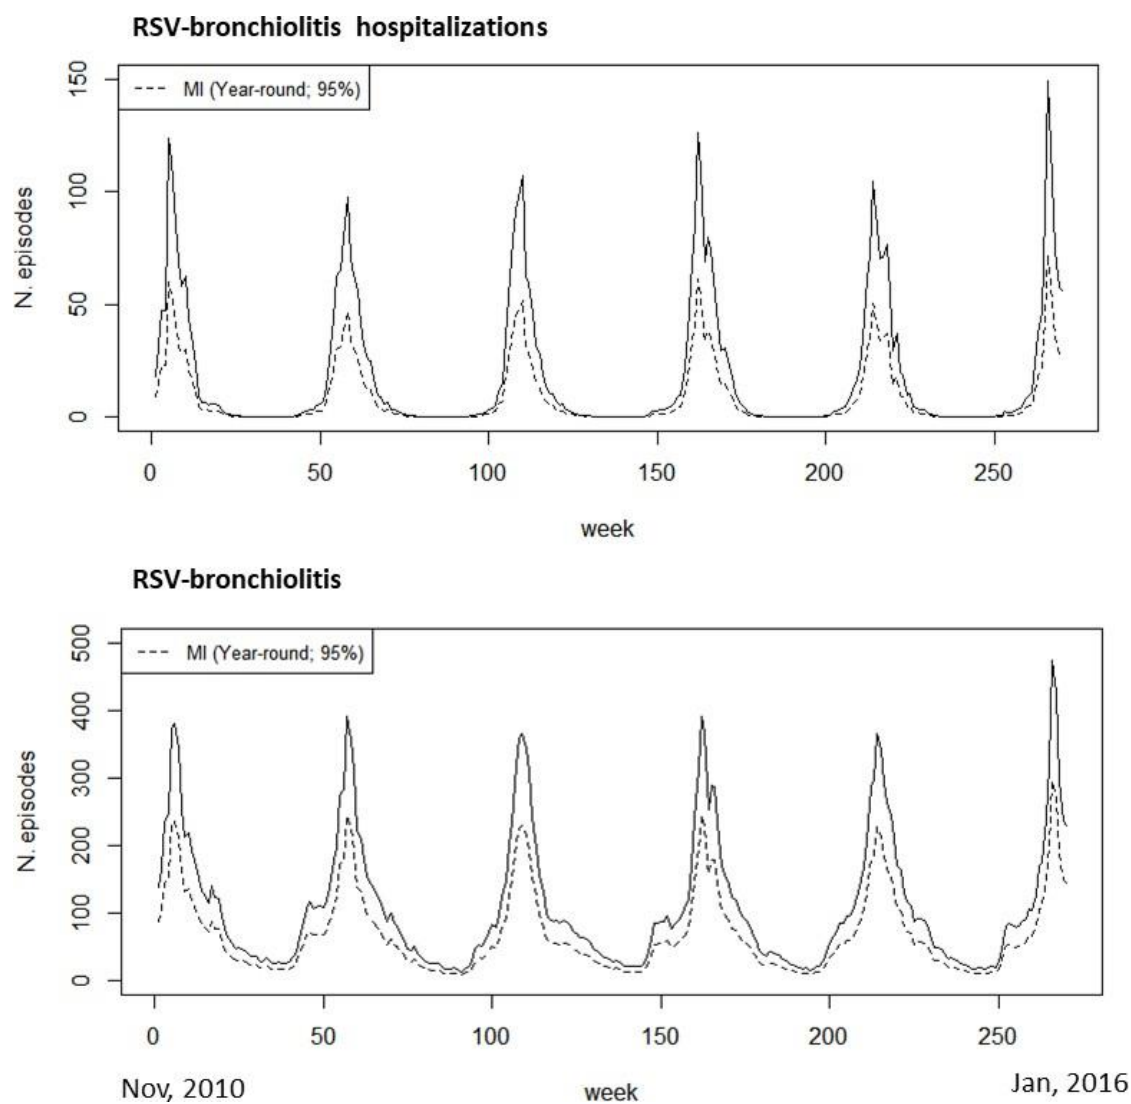 RSV-bronchiolitis hospitalizations
MI (Year-round; 95%)
N. episodes
150
100
50
0
0 50 100 150 200 250
week
RSV-bronchiolitis
MI (Year-round; 95%)
N. episodes
500
400
300
200
100
0
0 50 100 150 200 250
Nov, 2010 week Jan, 2016